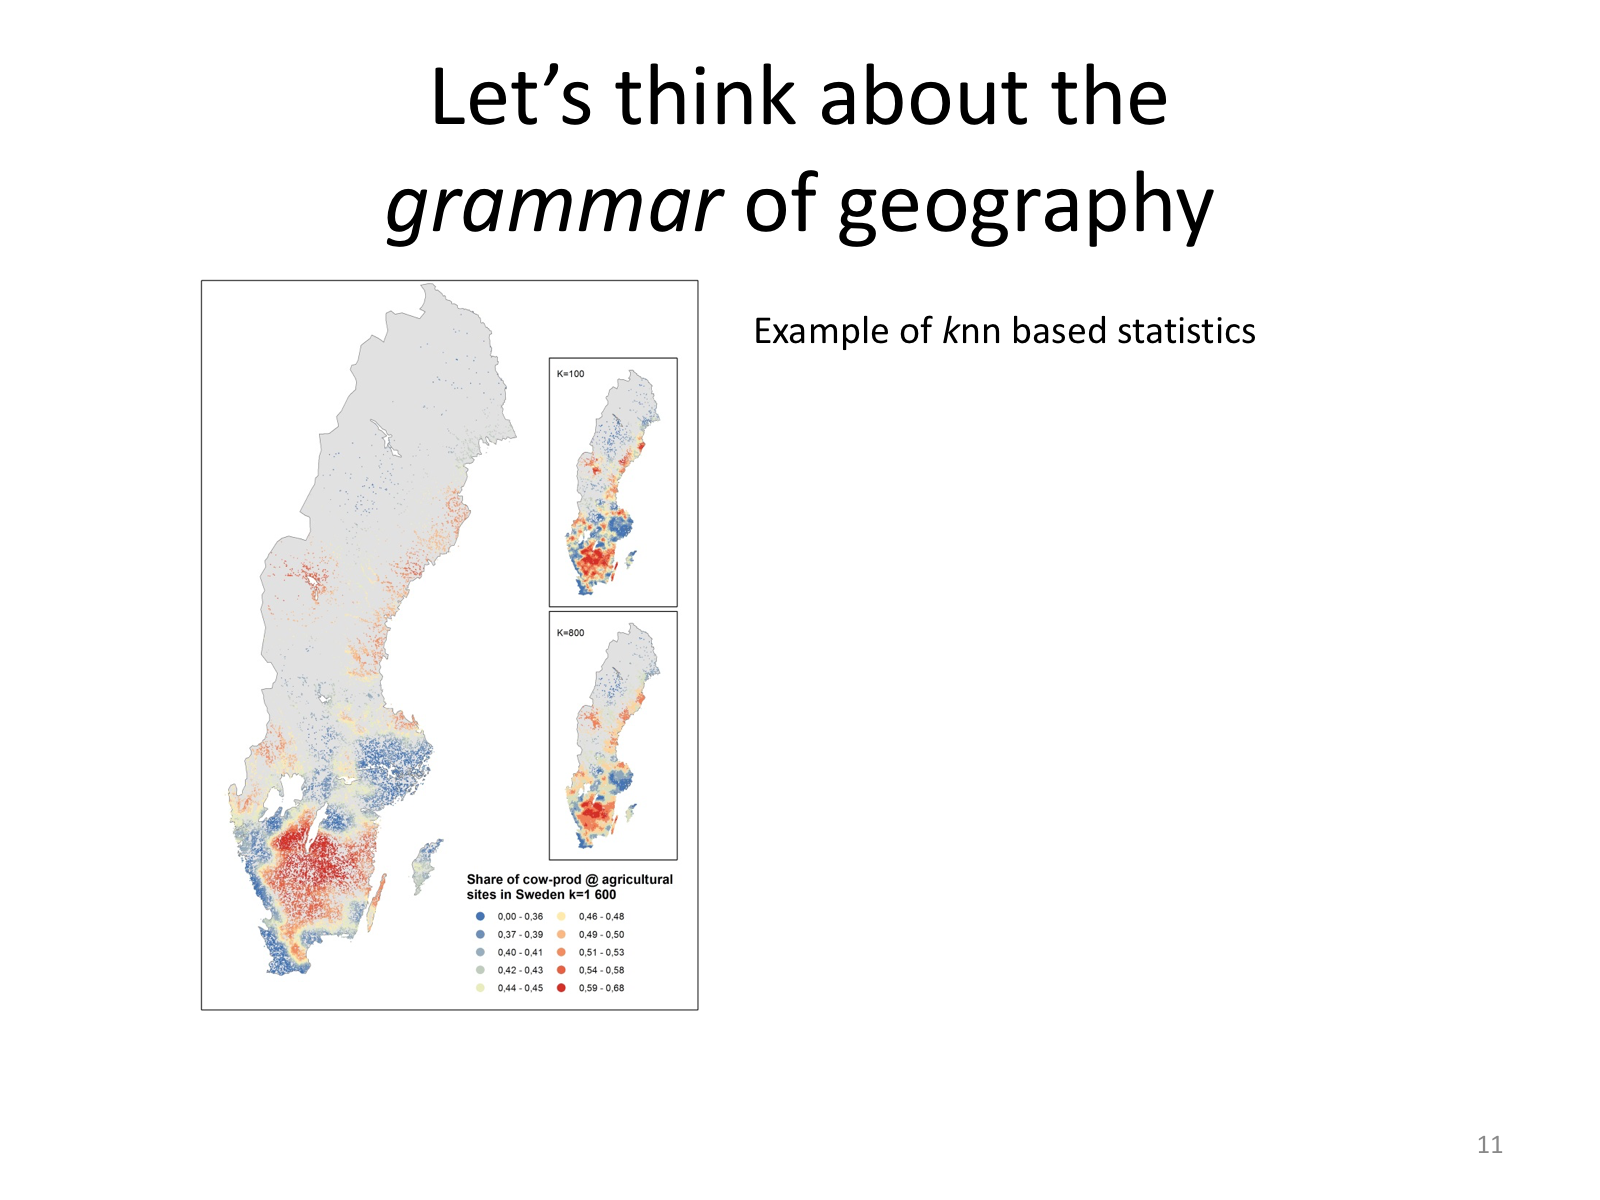 Let’s think about the
grammar of geography
Example of knn based statistics
K=100
K=800
Share of cow-prod @ agricultural
sites in Sweden k=1 600
0,00 - 0,36
0,37 - 0,39
0,40 - 0,41
0,42 - 0,43
0,44 - 0,45
0,46 - 0,48
0,49 - 0,50
0,51 - 0,53
0,54 - 0,58
0,59 - 0,68
11